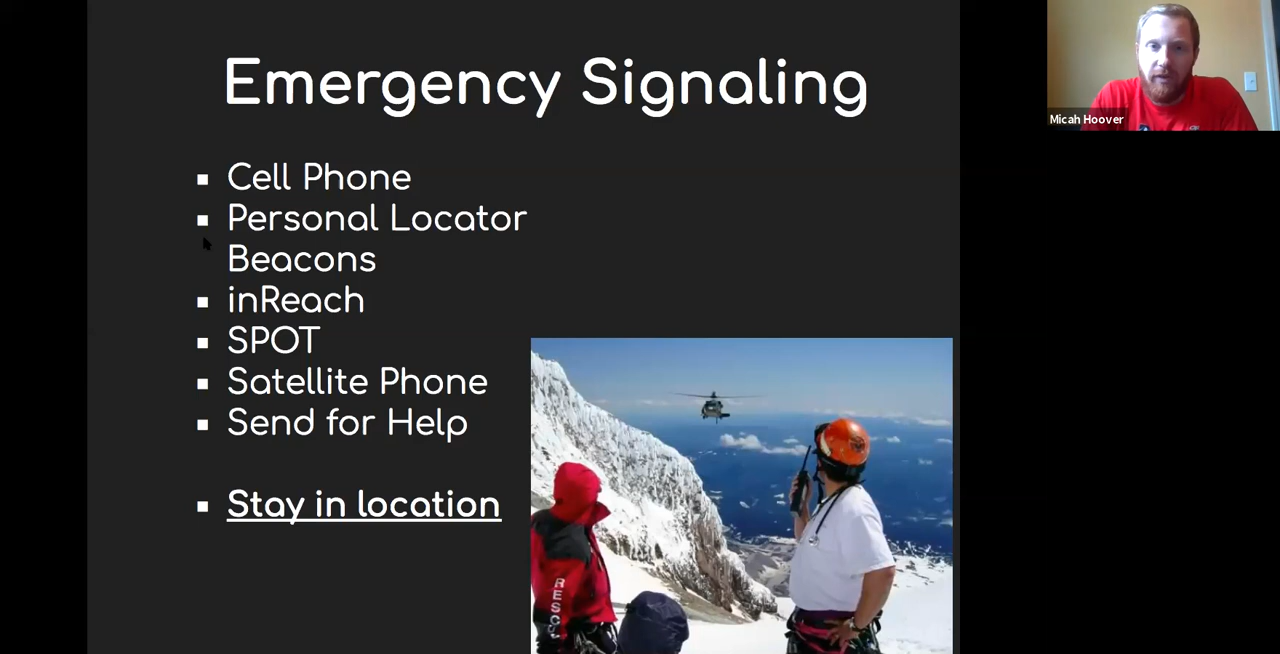 Emergency Signaling
Cell Phone
Personal Locator
Beacons
inReach
SPOT
Satellite Phone
Send for Help
Stay in location
RESCU
Micah Hoover